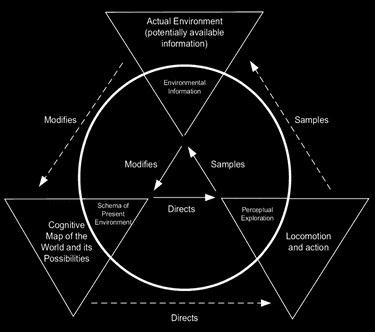 Actual Environment
(potentially available
information)
Environmental
Information
Modifies
Samples
Modifies
Samples
Schema of
Present
Environment
Directs
Perceptual
Exploration
Cognitive
Map of the
World and its
Possibilities
Locomotion
and action
Directs